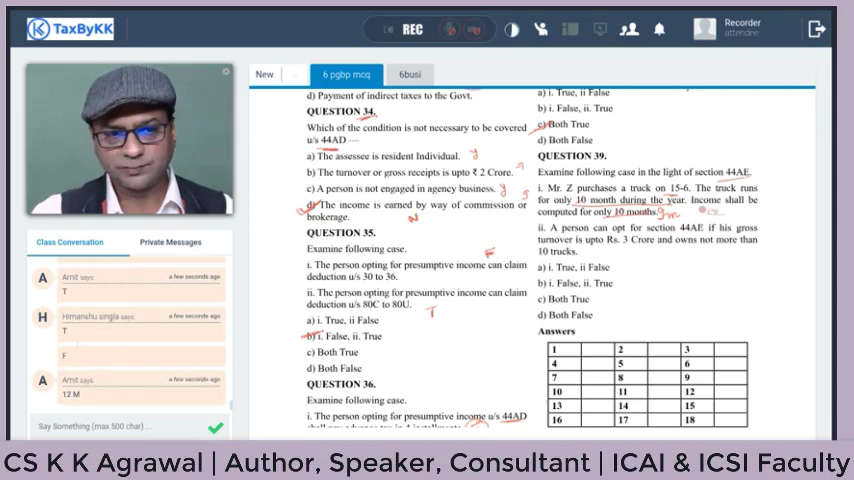 TaxByKK
REC
Recorder
attendee
New
...
6 pgbp mcq
6busi
d) Payment of indirect taxes to the Govt.
QUESTION 34.
Which of the condition is not necessary to be covered
u/s 44AD —
a) The assessee is resident Individual. y
b) The turnover or gross receipts is upto ₹ 2 Crore.
c) A person is not engaged in agency business. y
d) The income is earned by way of commission or
brokerage. N
QUESTION 35.
Examine following case. F
i. The person opting for presumptive income can claim
deduction u/s 30 to 36.
ii. The person opting for presumptive income can claim
deduction u/s 80C to 80U. T
a) i. True, ii False
b) i. False, ii. True
c) Both True
d) Both False
QUESTION 36.
Examine following case.
i. The person opting for presumptive income u/s 44AD
shall pay advance tax in 4 installments
a) i. True, ii False
b) i. False, ii. True
c) Both True
d) Both False
QUESTION 39.
Examine following case in the light of section 44AE.
i. Mr. Z purchases a truck on 15-6. The truck runs
for only 10 month during the year. Income shall be
computed for only 10 months.
ii. A person can opt for section 44AE if his gross
turnover is upto Rs. 3 Crore and owns not more than
10 trucks.
a) i. True, ii False
b) i. False, ii. True
c) Both True
d) Both False
Answers
1 2 3
4 5 6
7 8 9
10 11 12
13 14 15
16 17 18
Class Conversation
Private Messages
A
Amit says:
a few seconds ago
T
H
Himanshu singla says:
a few seconds ago
T
F
A
Amit says:
a few seconds ago
12 M
Say Something (max 500 char) ...
CS K K Agrawal | Author, Speaker, Consultant | ICAI & ICSI Faculty